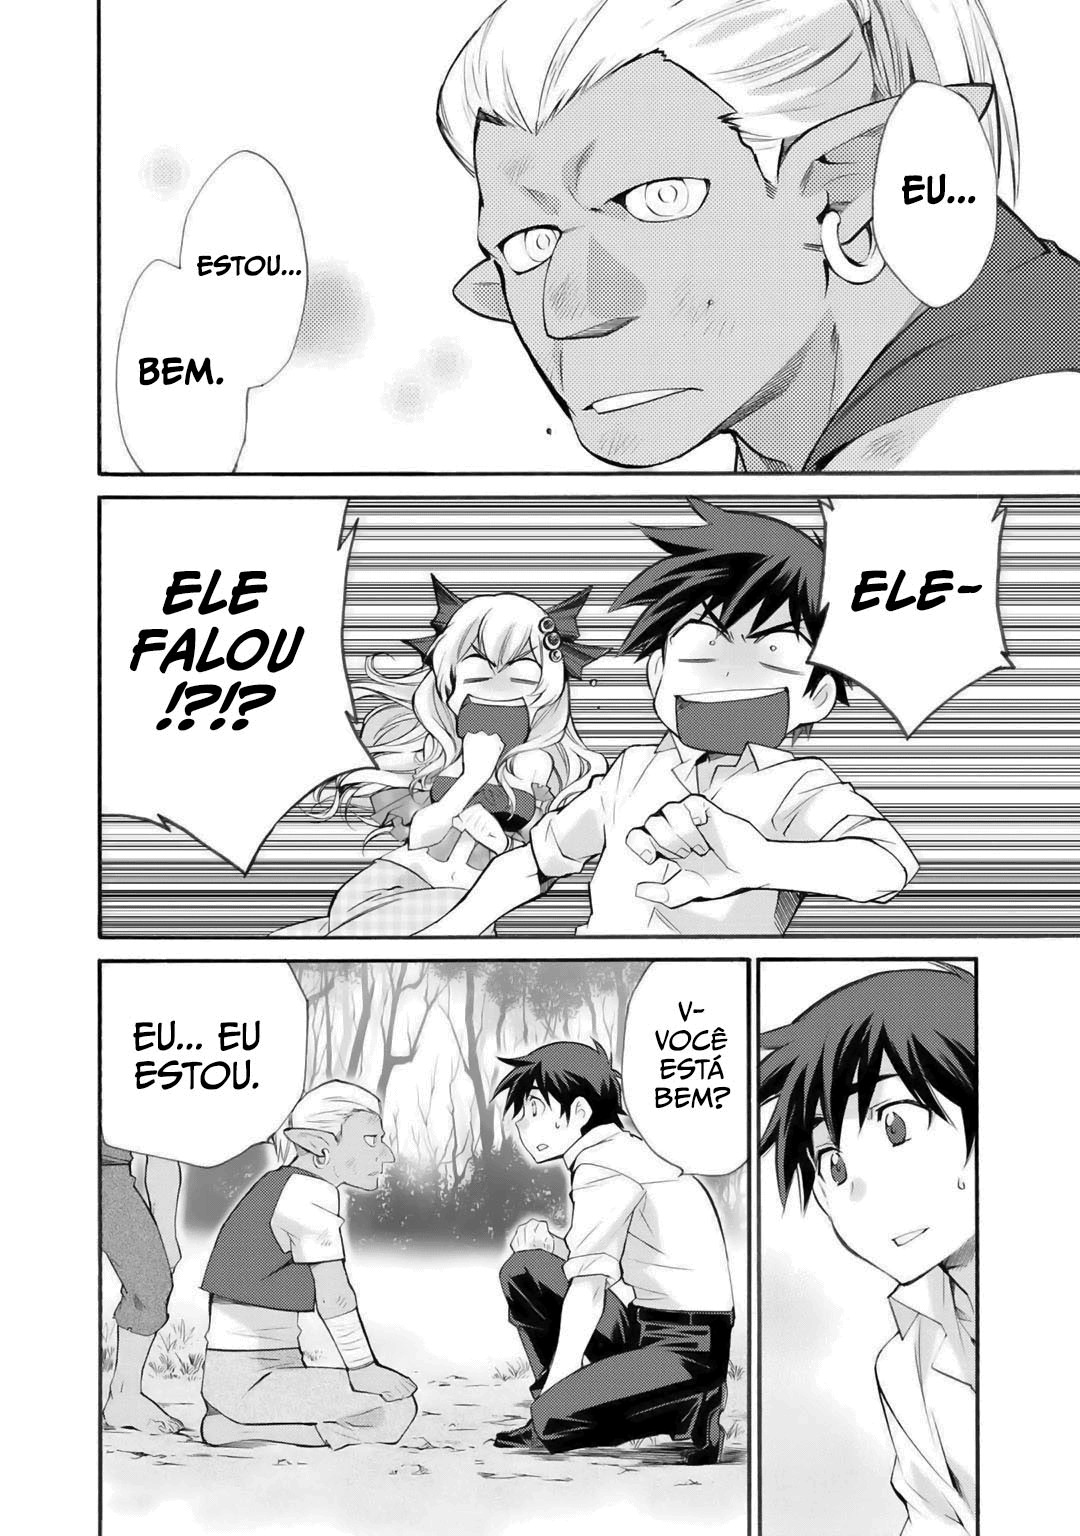 EU...
ESTOU...
BEM.
ELE-
ELE
FALOU
!?!?
V-
VOCÊ
ESTÁ
BEM?
EU... EU
ESTOU.